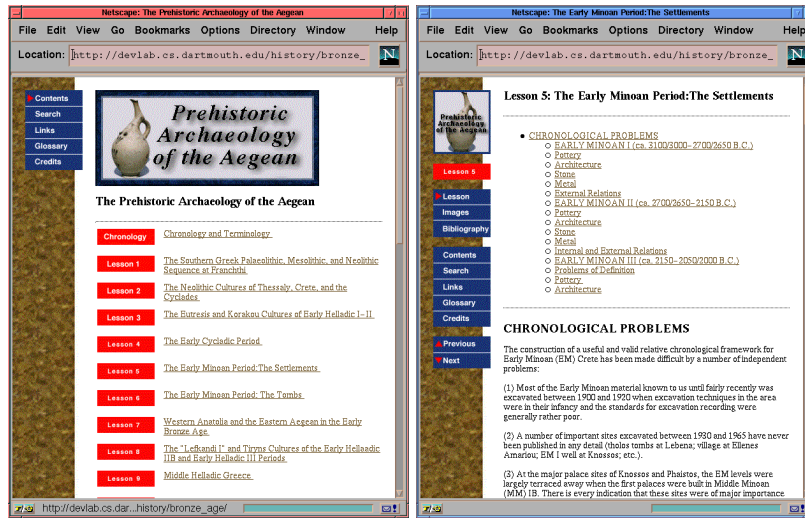 Netscape: The Prehistoric Archaeology of the Aegean
File Edit View Go Bookmarks Options Directory Window Help
Location: http://devlab.cs.dartmouth.edu/history/bronze_
N
Contents
Search
Links
Glossary
Credits
Prehistoric
Archaeology
of the Aegean
The Prehistoric Archaeology of the Aegean
Chronology Chronology and Terminology
Lesson 1 The Southern Greek Palaeolithic, Mesolithic, and Neolithic
Sequence at Franchthi
Lesson 2 The Neolithic Cultures of Thessaly, Crete, and the
Cyclades
Lesson 3 The Eutresis and Korakou Cultures of Early Helladic I-II
Lesson 4 The Early Cycladic Period
Lesson 5 The Early Minoan Period:The Settlements
Lesson 6 The Early Minoan Period: The Tombs
Lesson 7 Western Anatolia and the Eastern Aegean in the Early
Bronze Age
Lesson 8 The "Lefkandi I" and Tiryns Cultures of the Early Hellaadic
IIB and Early Helladic III Periods
Lesson 9 Middle Helladic Greece
http://devlab.cs.dar...history/bronze_age/
Netscape: The Early Minoan Period:The Settlements
File Edit View Go Bookmarks Options Directory Window Help
Location: http://devlab.cs.dartmouth.edu/history/bronze_
N
Prehistoric
Archaeology
of the Aegean
Lesson 5
Lesson
Images
Bibliography
Contents
Search
Links
Glossary
Credits
Previous
Next
Lesson 5: The Early Minoan Period:The Settlements
CHRONOLOGICAL PROBLEMS
EARLY MINOAN I (ca. 3100/3000-2700/2650 B.C.)
Pottery
Architecture
Stone
Metal
External Relations
EARLY MINOAN II (ca. 2700/2650-2150 B.C.)
Pottery
Architecture
Stone
Metal
Internal and External Relations
EARLY MINOAN III (ca. 2150-2050/2000 B.C.)
Problems of Definition
Pottery
Architecture
CHRONOLOGICAL PROBLEMS
The construction of a useful and valid relative chronological framework for
Early Minoan (EM) Crete has been made difficult by a number of independent
problems:
(1) Most of the Early Minoan material known to us until fairly recently was
excavated between 1900 and 1920 when excavation techniques in the area
were in their infancy and the standards for excavation recording were
generally rather poor.
(2) A number of important sites excavated between 1930 and 1965 have never
been published in any detail (tholos tombs at Lebena; village at Ellenes
Amariou; EM I well at Knossos; etc.).
(3) At the major palace sites of Knossos and Phaistos, the EM levels were
largely terraced away when the first palaces were built in Middle Minoan
(MM) IB. There is every indication that these sites were of major importance